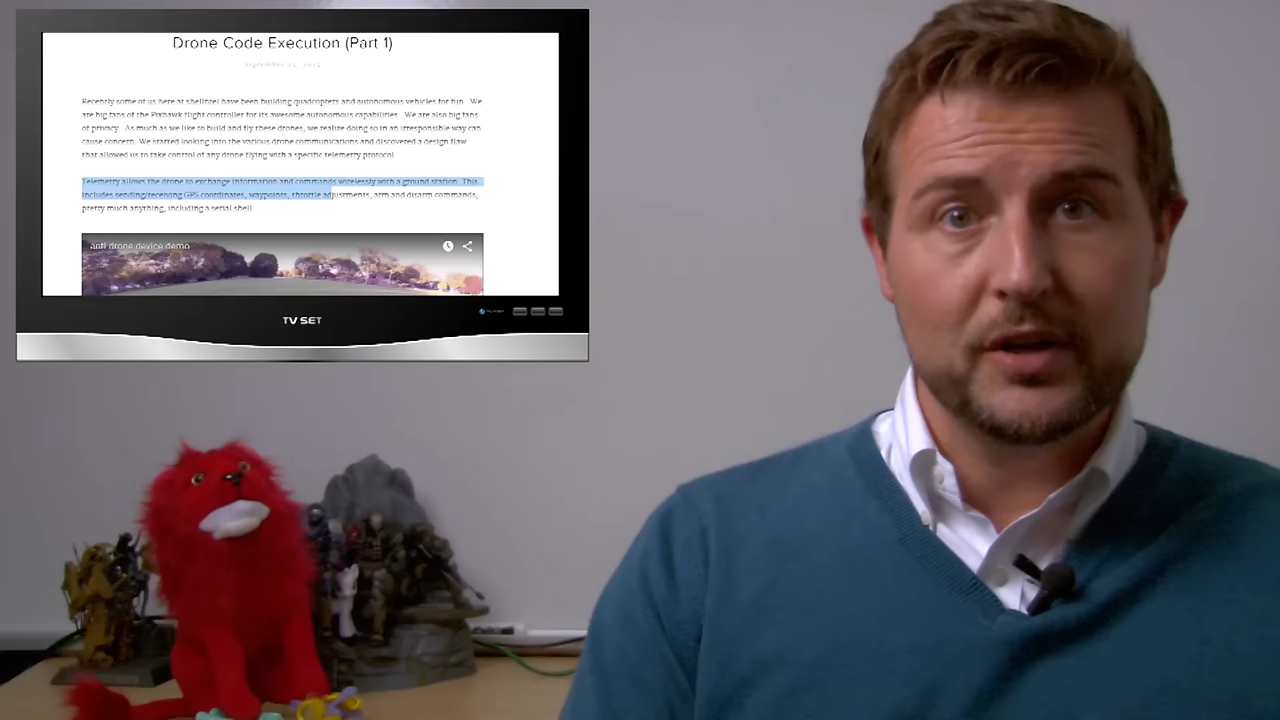 Drone Code Execution (Part 1)
September 25, 2015
Recently some of us here at shellntel have been building quadcopters and autonomous vehicles for fun. We
are big fans of the Pixhawk flight controller for its awesome autonomous capabilities. We are also big fans
of privacy. As much as we like to build and fly these drones, we realize doing so in an irresponsible way can
cause concern. We started looking into the various drone communications and discovered a design flaw
that allowed us to take control of any drone flying with a specific telemetry protocol.
Telemetry allows the drone to exchange information and commands wirelessly with a ground station. This
includes sending/receiving GPS coordinates, waypoints, throttle adjustments, arm and disarm commands,
pretty much anything, including a serial shell.
anti drone device demo
TV SET